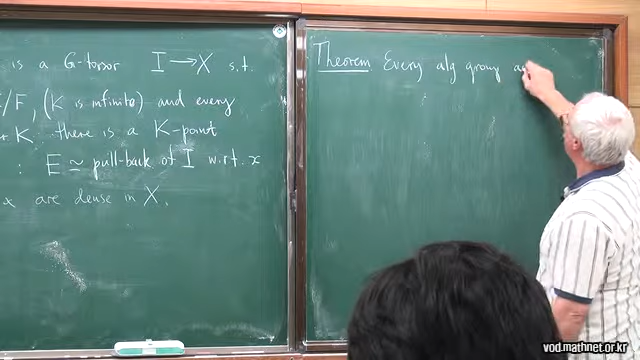 is a G-torsor I → X s.t.
/F, (K is infinite) and every
K. there is a K-point
: E ≃ pull-back of I w.r.t. x
x are dense in X.
Theorem. Every alg group
vod.mathnet.or.kr